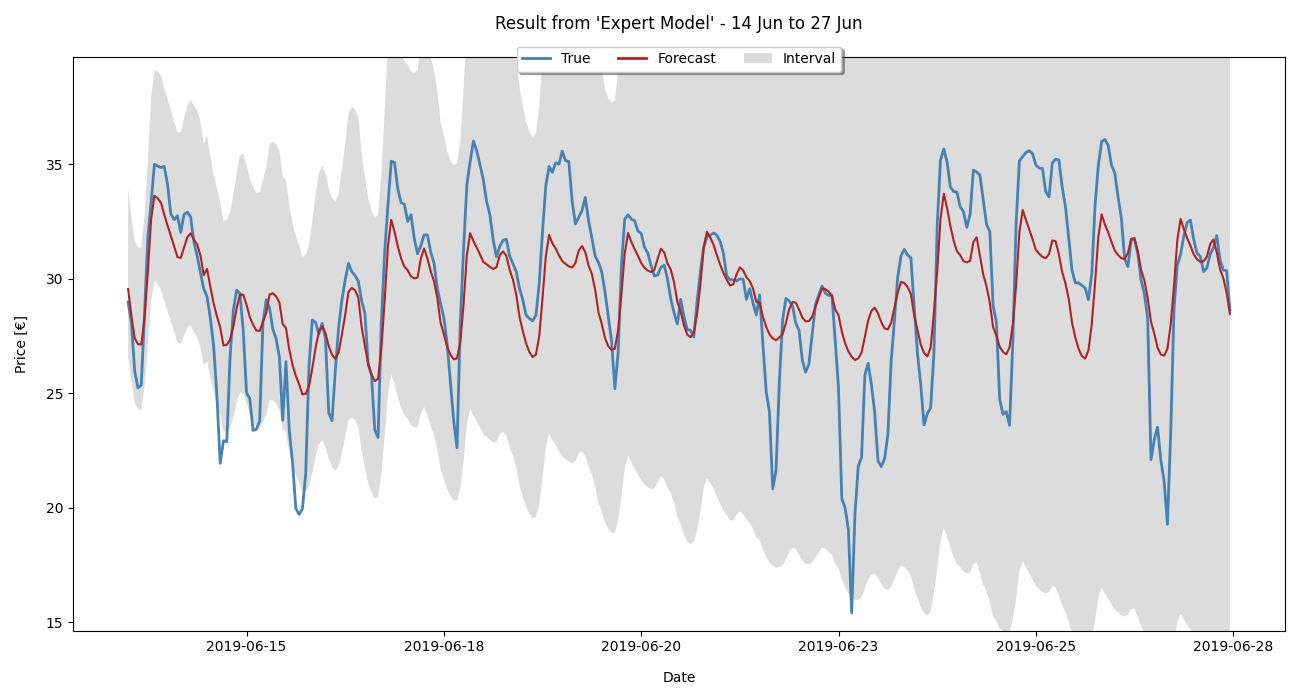 Result from 'Expert Model' - 14 Jun to 27 Jun
True Forecast Interval
35
30
25
20
15
Price [€]
2019-06-15 2019-06-18 2019-06-20 2019-06-23 2019-06-25 2019-06-28
Date